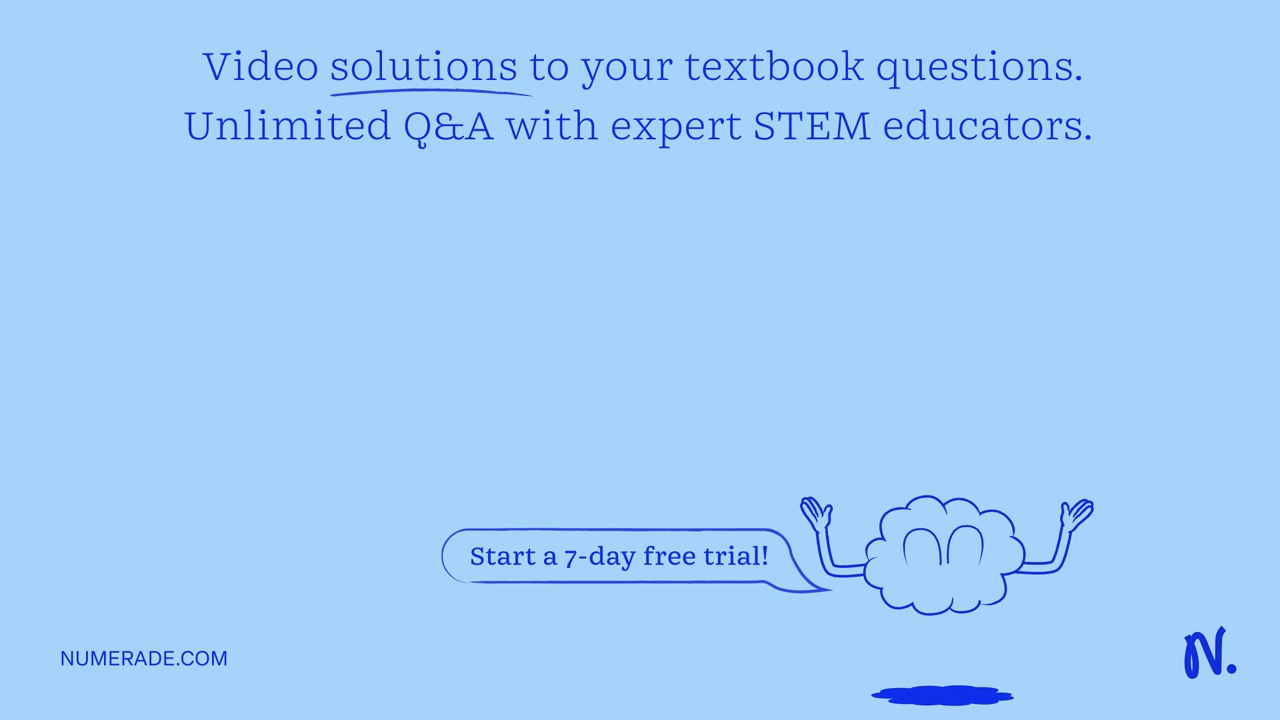 Video solutions to your textbook questions.
Unlimited Q&A with expert STEM educators.
Start a 7-day free trial!
NUMERADE.COM
N.